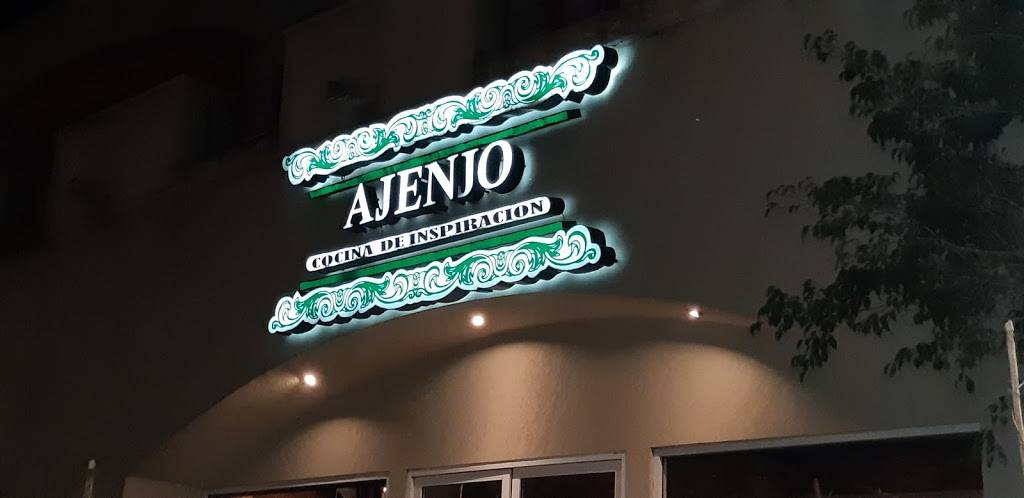 AJENJO
COCINA DE INSPIRACION